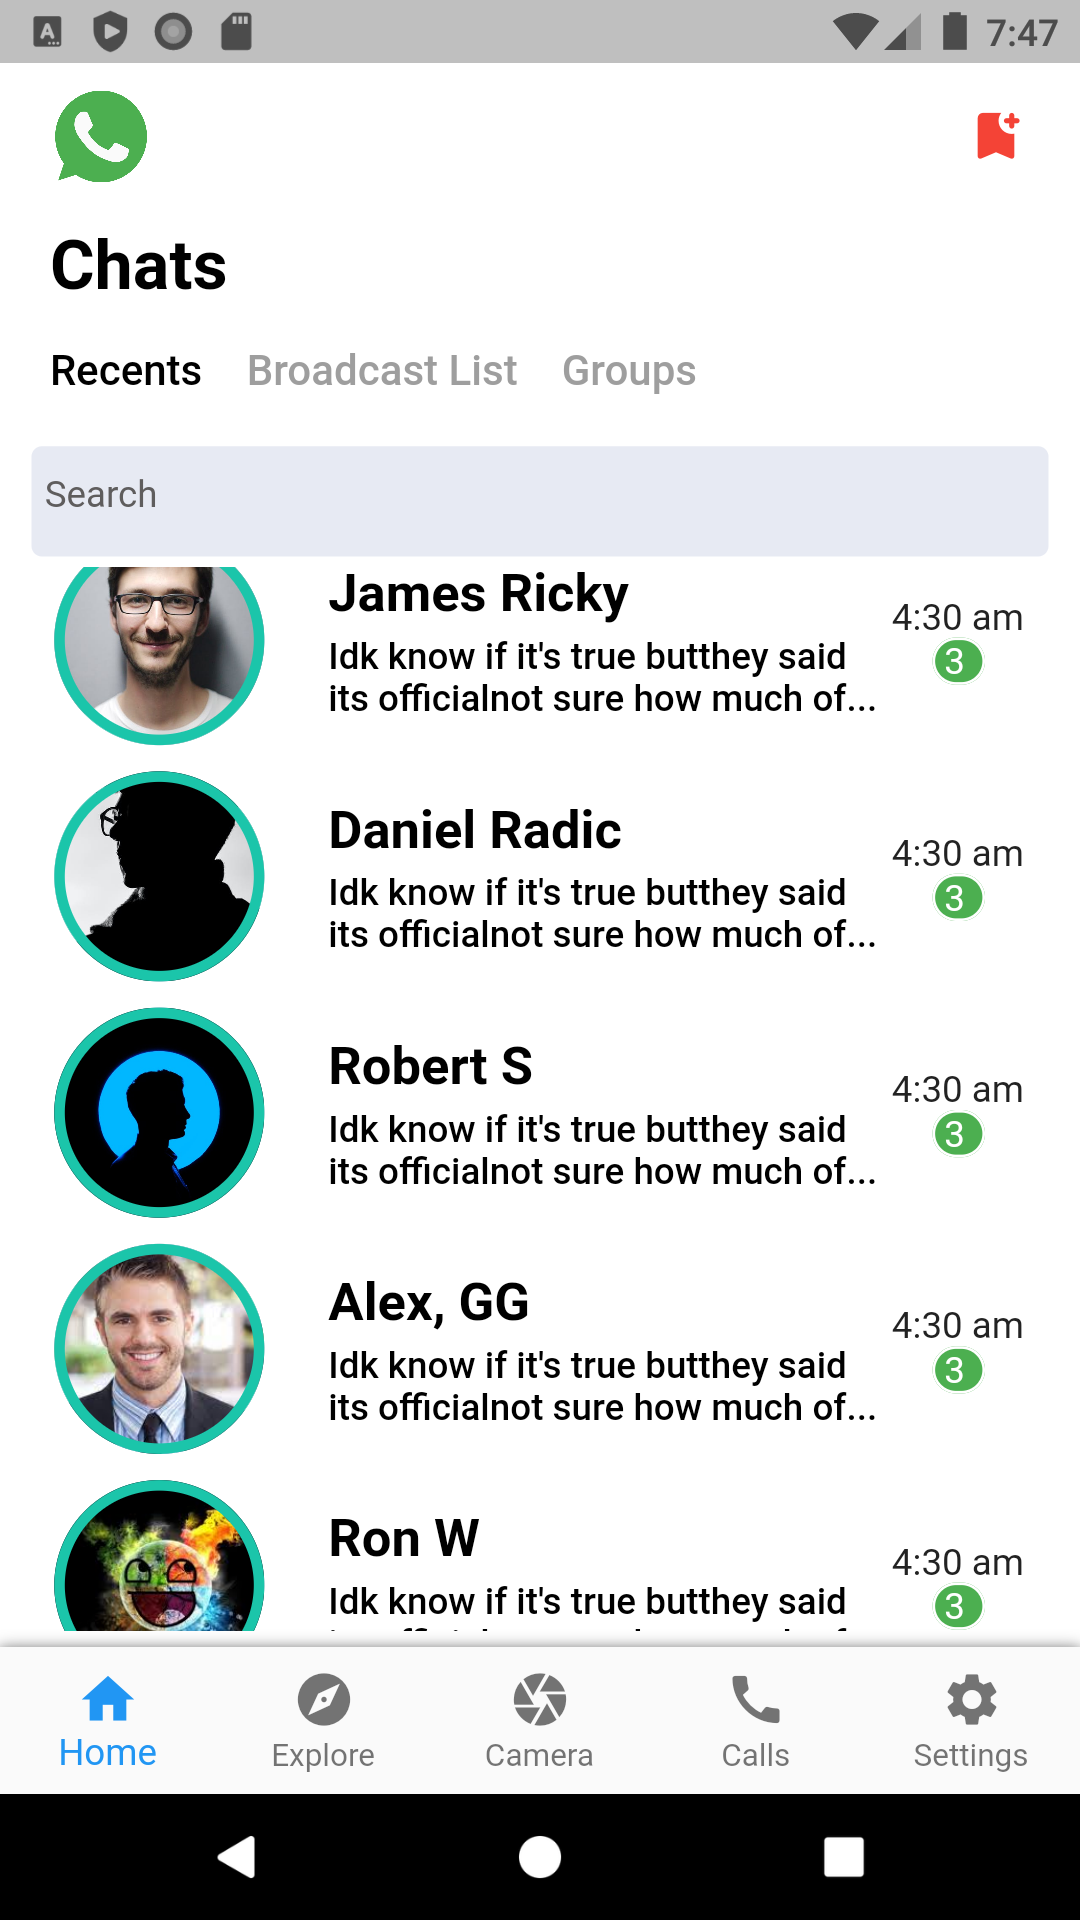 7:47
Chats
Recents Broadcast List Groups
Search
James Ricky
4:30 am
Idk know if it's true butthey said
3
its officialnot sure how much of...
Daniel Radic
4:30 am
Idk know if it's true butthey said
3
its officialnot sure how much of...
Robert S
4:30 am
Idk know if it's true butthey said
3
its officialnot sure how much of...
Alex, GG
4:30 am
Idk know if it's true butthey said
3
its officialnot sure how much of...
Ron W
4:30 am
Idk know if it's true butthey said
3
Home Explore Camera Calls Settings